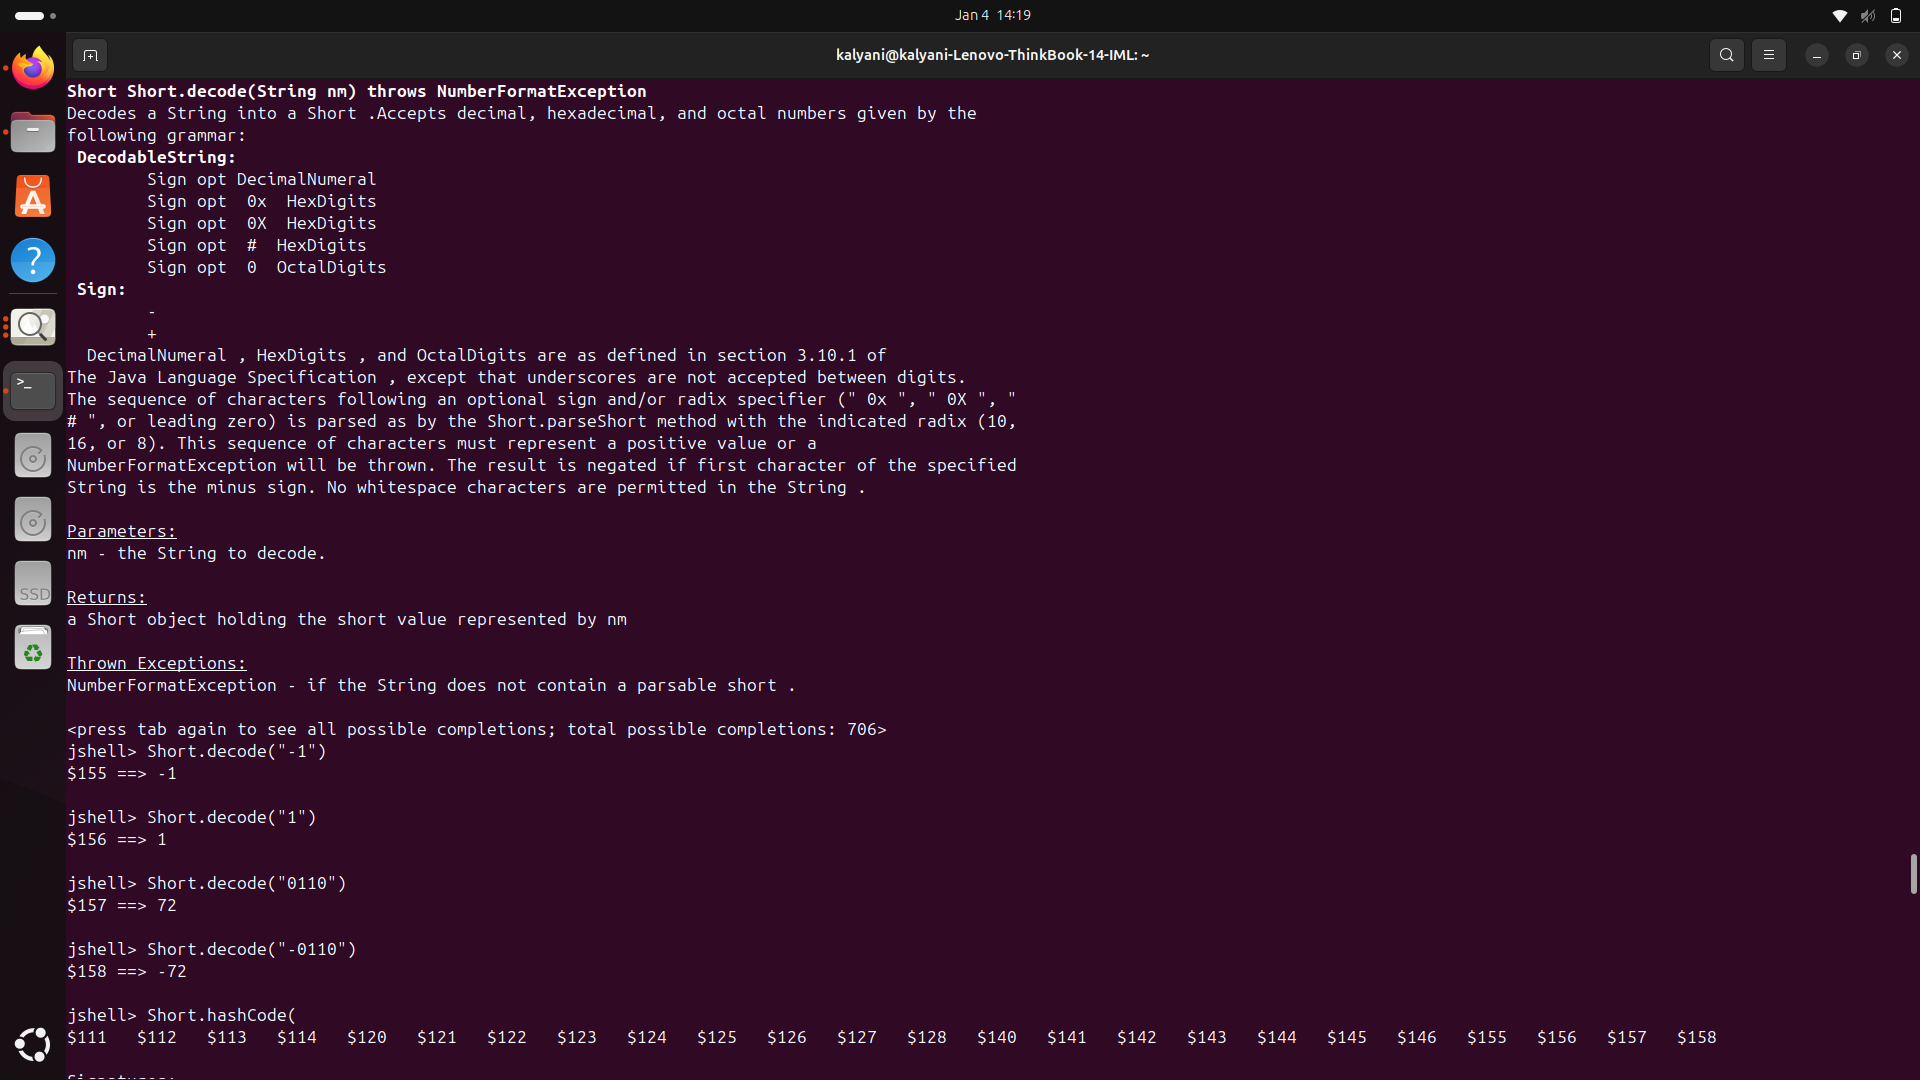 Jan 4 14:19
kalyani@kalyani-Lenovo-ThinkBook-14-IML: ~
Short Short.decode(String nm) throws NumberFormatException
Decodes a String into a Short .Accepts decimal, hexadecimal, and octal numbers given by the
following grammar:
DecodableString:
Sign opt DecimalNumeral
Sign opt  0x  HexDigits
Sign opt  0X  HexDigits
Sign opt  #  HexDigits
Sign opt  0  OctalDigits
Sign:
-
+
DecimalNumeral , HexDigits , and OctalDigits are as defined in section 3.10.1 of
The Java Language Specification , except that underscores are not accepted between digits.
The sequence of characters following an optional sign and/or radix specifier (" 0x ", " 0X ", "
# ", or leading zero) is parsed as by the Short.parseShort method with the indicated radix (10,
16, or 8). This sequence of characters must represent a positive value or a
NumberFormatException will be thrown. The result is negated if first character of the specified
String is the minus sign. No whitespace characters are permitted in the String .
Parameters:
nm - the String to decode.
Returns:
a Short object holding the short value represented by nm
Thrown Exceptions:
NumberFormatException - if the String does not contain a parsable short .
<press tab again to see all possible completions; total possible completions: 706>
jshell> Short.decode("-1")
$155 ==> -1
jshell> Short.decode("1")
$156 ==> 1
jshell> Short.decode("0110")
$157 ==> 72
jshell> Short.decode("-0110")
$158 ==> -72
jshell> Short.hashCode(
$111   $112   $113   $114   $120   $121   $122   $123   $124   $125   $126   $127   $128   $140   $141   $142   $143   $144   $145   $146   $155   $156   $157   $158
SSD